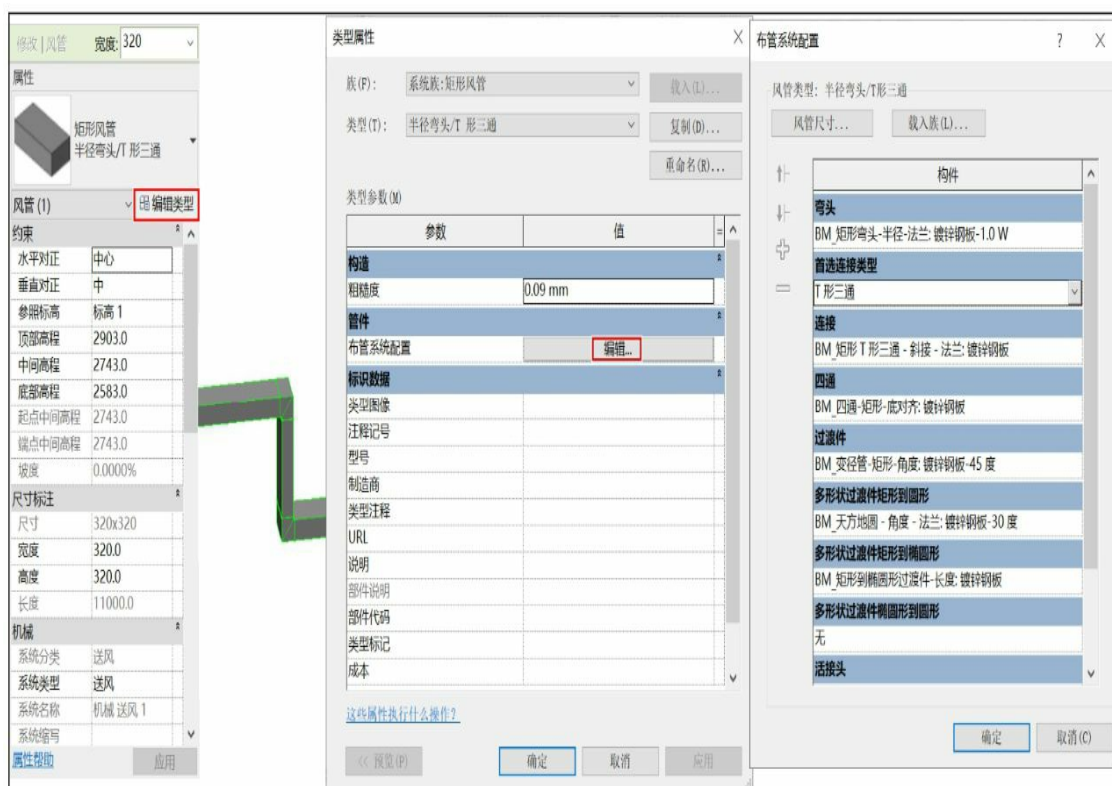 修改 | 风管 宽度: 320
属性
矩形风管
半径弯头/T 形三通
风管 (1) 编辑类型
约束
水平对正 中心
垂直对正 中
参照标高 标高 1
顶部高程 2903.0
中间高程 2743.0
底部高程 2583.0
起点中间高程 2743.0
端点中间高程 2743.0
坡度 0.0000%
尺寸标注
尺寸 320x320
宽度 320.0
高度 320.0
长度 11000.0
机械
系统分类 送风
系统类型 送风
系统名称 机械 送风 1
系统缩写
属性帮助 应用
类型属性
族(F): 系统族:矩形风管 载入(L)...
类型(T): 半径弯头/T 形三通 复制(D)...
重命名(R)...
类型参数(M)
参数 值 =
构造
粗糙度 0.09 mm
管件
布管系统配置 编辑...
标识数据
类型图像
注释记号
型号
制造商
类型注释
URL
说明
部件说明
部件代码
类型标记
成本
这些属性执行什么操作?
<< 预览(P) 确定 取消 应用
布管系统配置 ?
风管类型: 半径弯头/T形三通
风管尺寸... 载入族(L)...
构件
弯头
BM_矩形弯头-半径-法兰: 镀锌钢板-1.0 W
首选连接类型
T 形三通
连接
BM_矩形 T 形三通 - 斜接 - 法兰: 镀锌钢板
四通
BM_四通-矩形-底对齐: 镀锌钢板
过渡件
BM_变径管-矩形-角度: 镀锌钢板-45 度
多形状过渡件矩形到圆形
BM_天方地圆 - 角度 - 法兰: 镀锌钢板-30 度
多形状过渡件矩形到椭圆形
BM_矩形到椭圆形过渡件-长度: 镀锌钢板
多形状过渡件椭圆形到圆形
无
活接头
确定 取消(C)